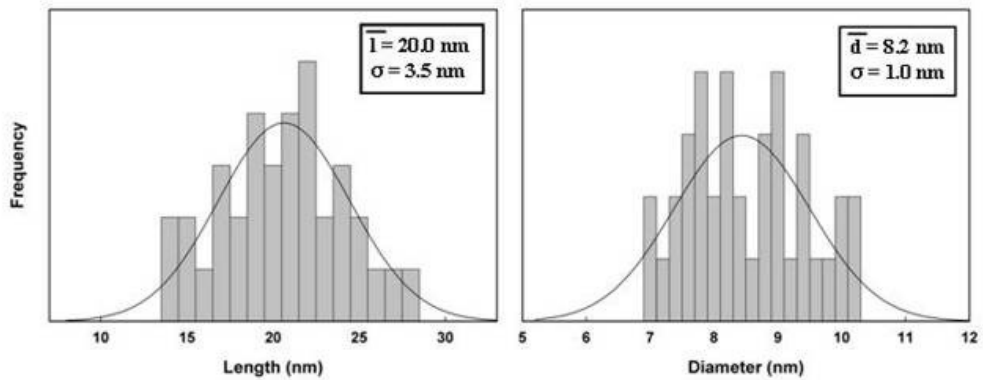 l̅ = 20.0 nm
σ = 3.5 nm
d̅ = 8.2 nm
σ = 1.0 nm
Frequency
10 15 20 25 30
5 6 7 8 9 10 11 12
Length (nm)
Diameter (nm)